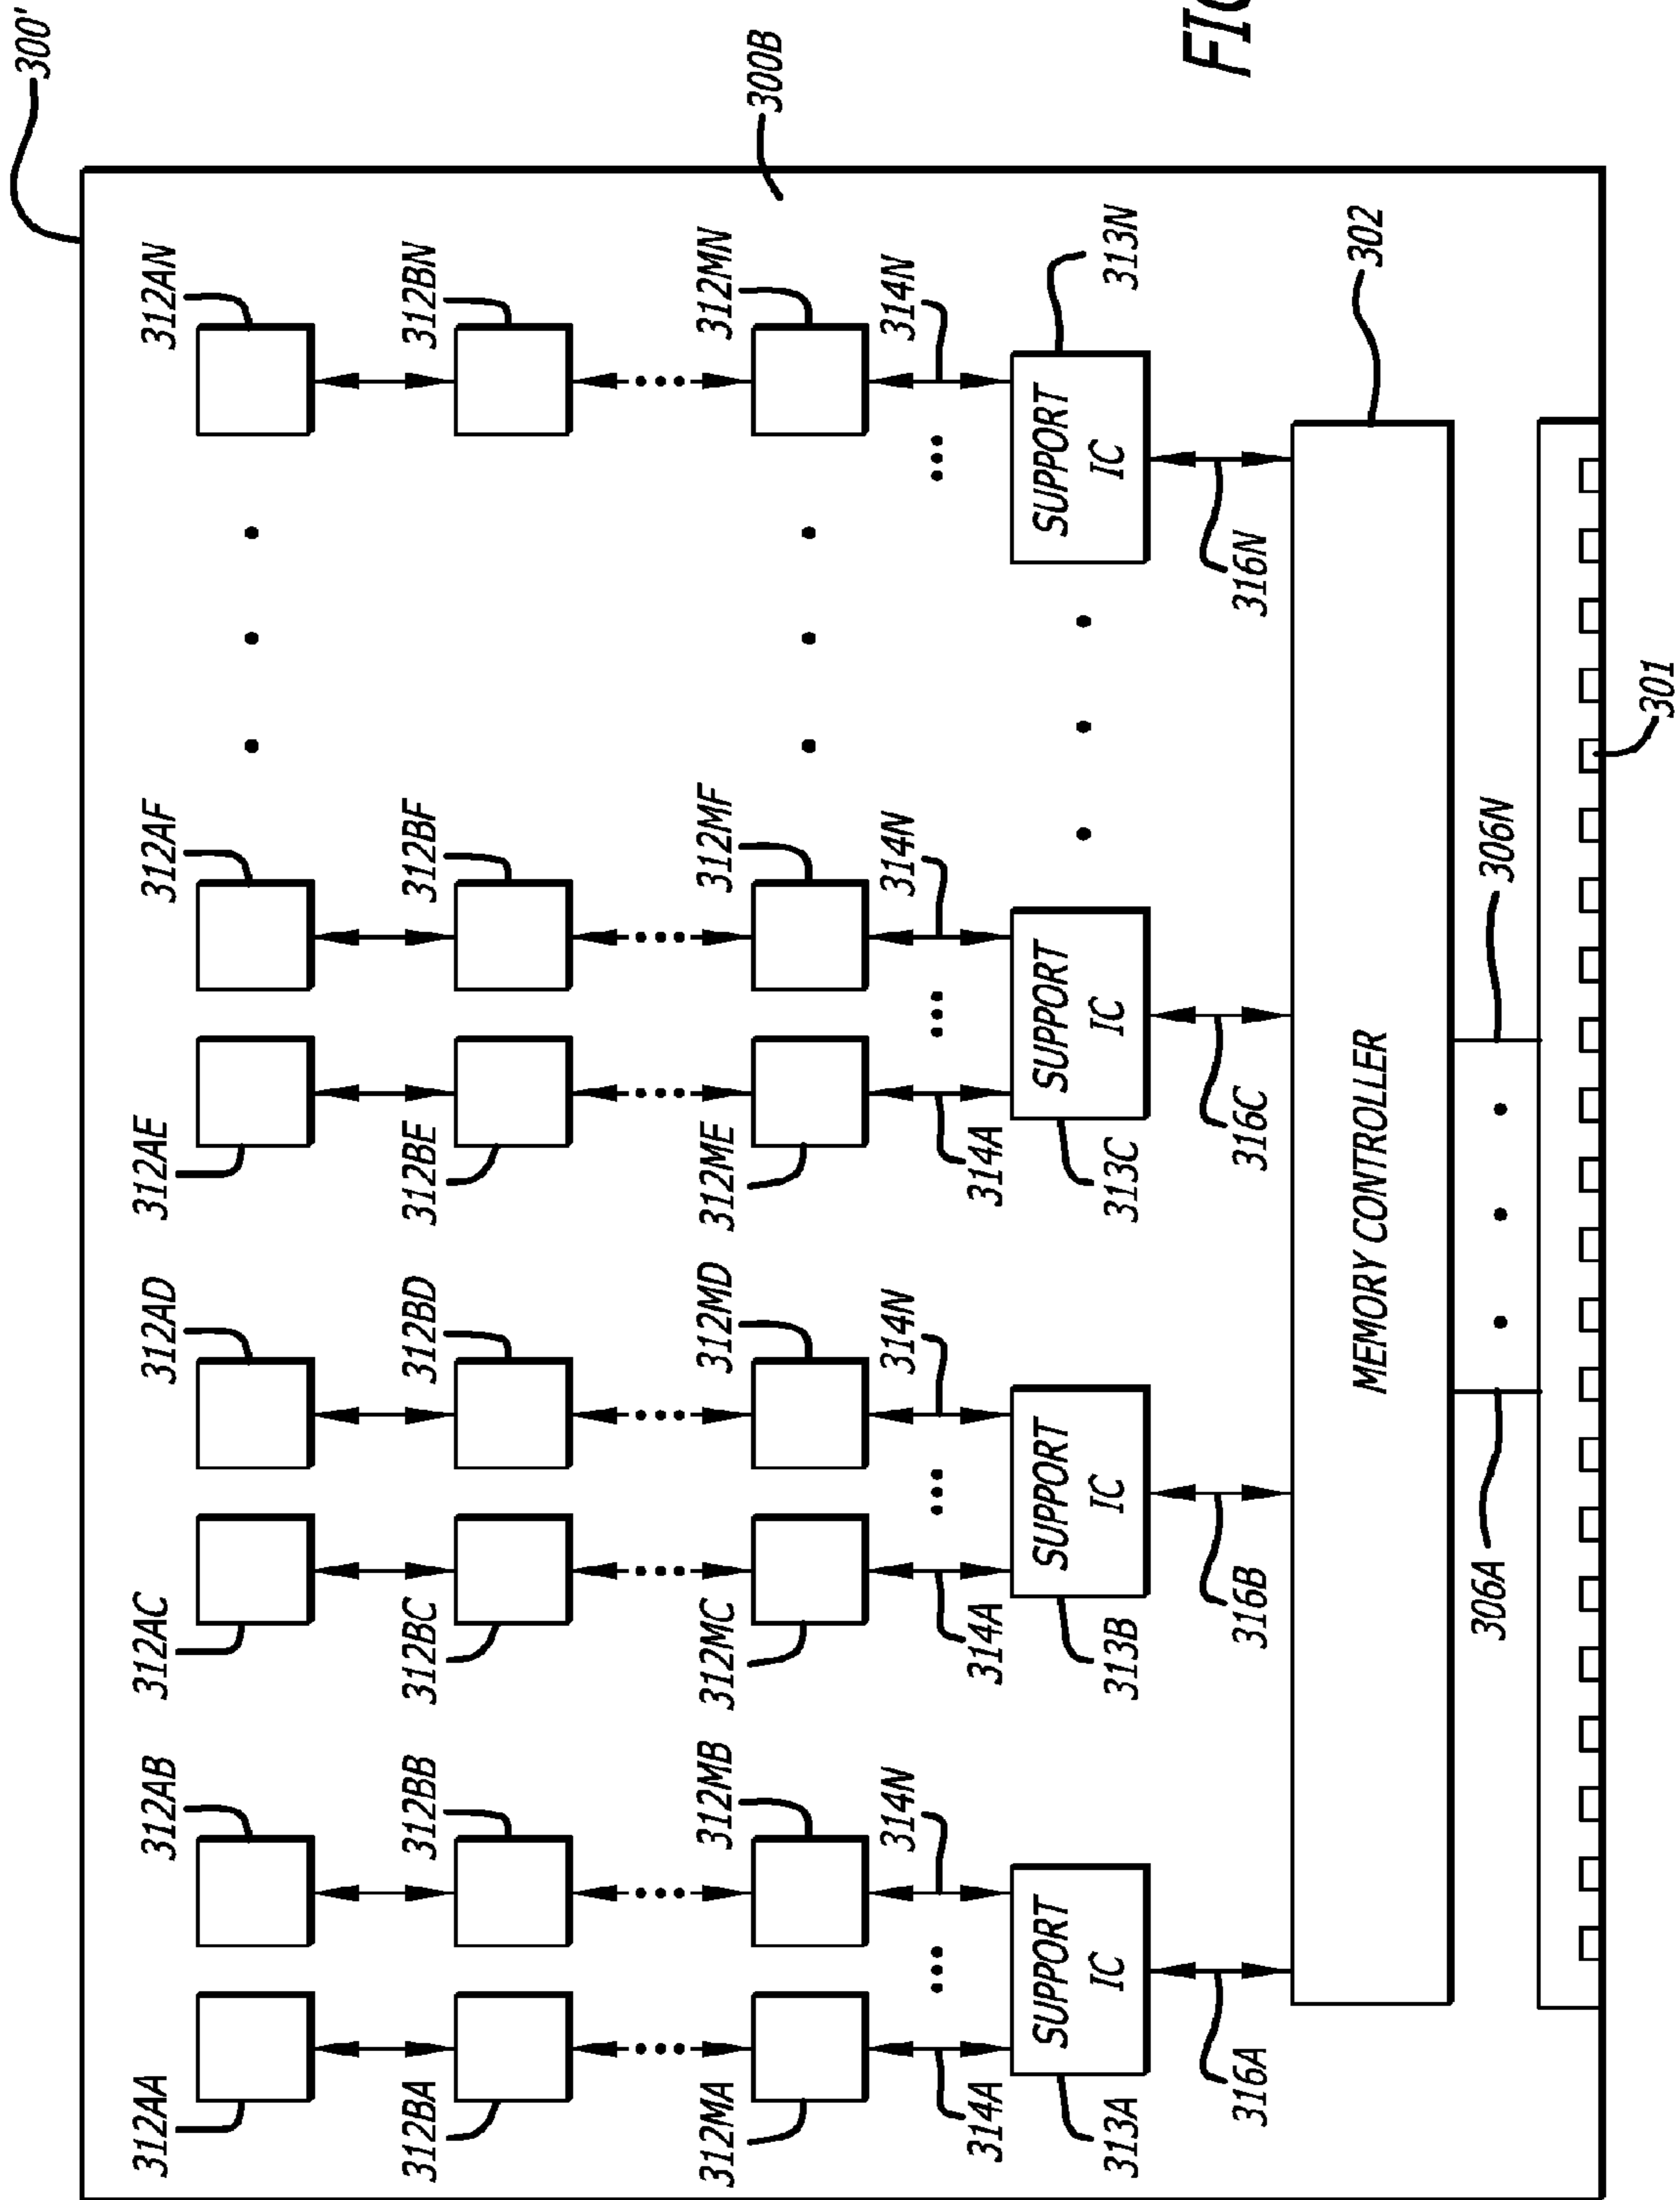 300'
300B
FIG
312AA
312AB
312AC
312AD
312AE
312AF
312AN
312BA
312BB
312BC
312BD
312BE
312BF
312BN
312MA
312MB
312MC
312MD
312ME
312MF
312MN
314A
314N
314A
314N
314A
314N
314N
SUPPORT
IC
SUPPORT
IC
SUPPORT
IC
SUPPORT
IC
313A
313B
313C
313N
316A
316B
316C
316N
302
MEMORY CONTROLLER
306A
306N
301